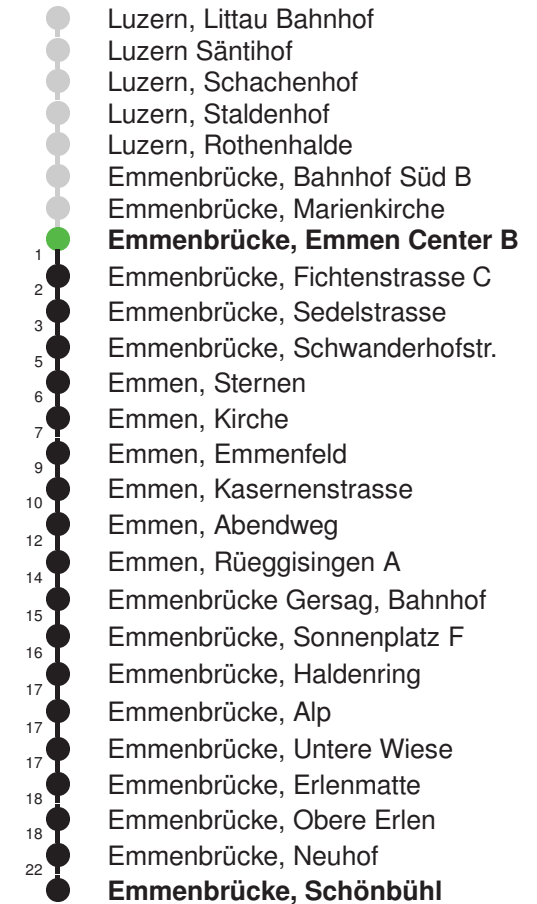 Luzern, Littau Bahnhof
Luzern Säntihof
Luzern, Schachenhof
Luzern, Staldenhof
Luzern, Rothenhalde
Emmenbrücke, Bahnhof Süd B
Emmenbrücke, Marienkirche
Emmenbrücke, Emmen Center B
1 Emmenbrücke, Fichtenstrasse C
2 Emmenbrücke, Sedelstrasse
3 Emmenbrücke, Schwanderhofstr.
5 Emmen, Sternen
6 Emmen, Kirche
7 Emmen, Emmenfeld
9 Emmen, Kasernenstrasse
10 Emmen, Abendweg
12 Emmen, Rüeggisingen A
14 Emmenbrücke Gersag, Bahnhof
15 Emmenbrücke, Sonnenplatz F
16 Emmenbrücke, Haldenring
17 Emmenbrücke, Alp
17 Emmenbrücke, Untere Wiese
17 Emmenbrücke, Erlenmatte
18 Emmenbrücke, Obere Erlen
18 Emmenbrücke, Neuhof
22 Emmenbrücke, Schönbühl